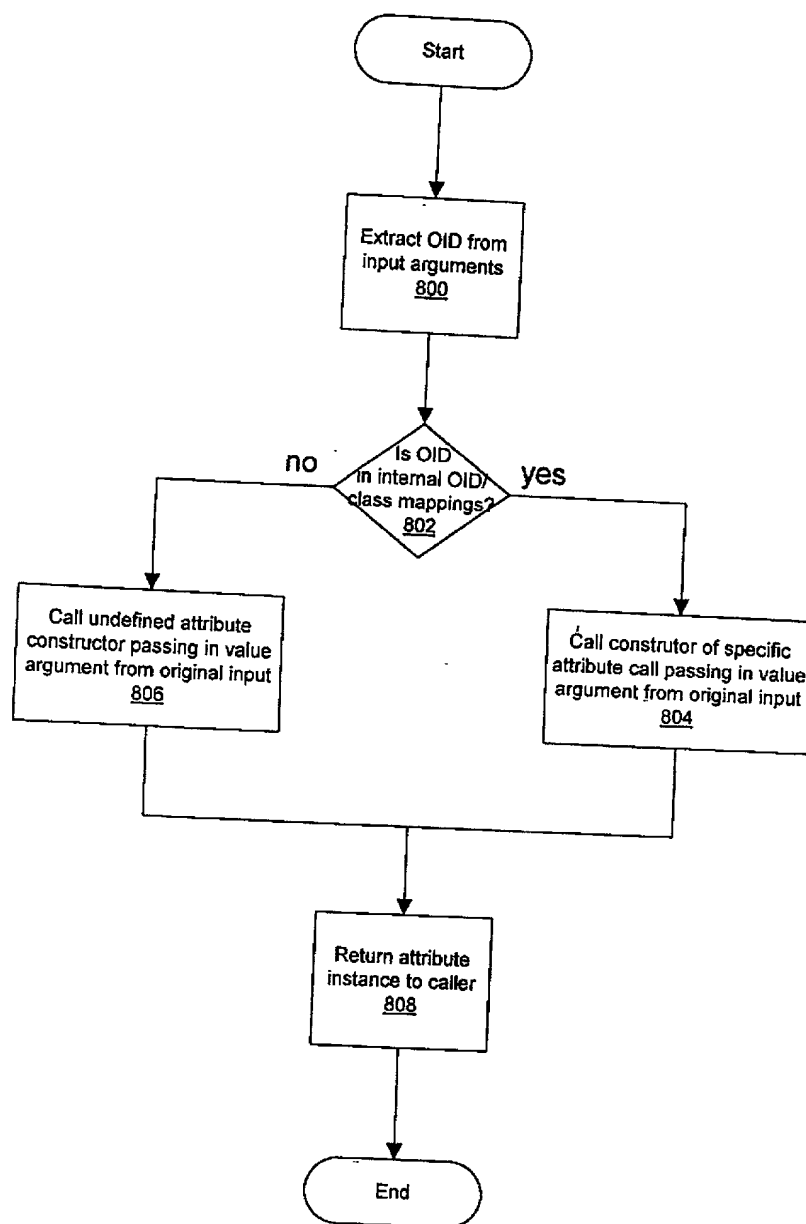 Start
Extract OID from
input arguments
800
Is OID
in internal OID/
class mappings?
802
no
yes
Call undefined attribute
constructor passing in value
argument from original input
806
Call construtor of specific
attribute call passing in value
argument from original input
804
Return attribute
instance to caller
808
End